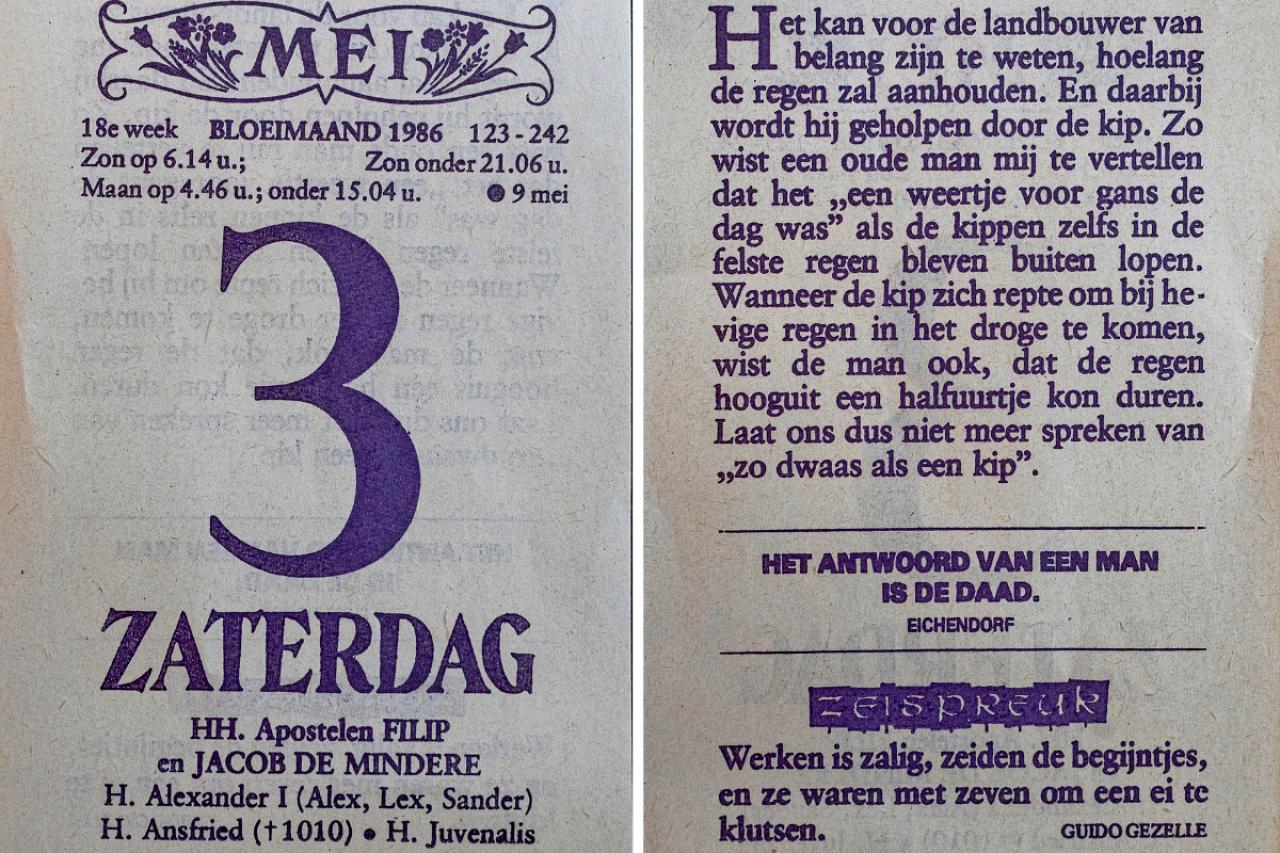 MEI
18e week BLOEIMAAND 1986 123 - 242
Zon op 6.14 u.; Zon onder 21.06 u.
Maan op 4.46 u.; onder 15.04 u. ● 9 mei
3
ZATERDAG
HH. Apostelen FILIP
en JACOB DE MINDERE
H. Alexander I (Alex, Lex, Sander)
H. Ansfried (†1010) • H. Juvenalis
Het kan voor de landbouwer van
belang zijn te weten, hoelang
de regen zal aanhouden. En daarbij
wordt hij geholpen door de kip. Zo
wist een oude man mij te vertellen
dat het „een weertje voor gans de
dag was” als de kippen zelfs in de
felste regen bleven buiten lopen.
Wanneer de kip zich repte om bij he-
vige regen in het droge te komen,
wist de man ook, dat de regen
hooguit een halfuurtje kon duren.
Laat ons dus niet meer spreken van
„zo dwaas als een kip”.
HET ANTWOORD VAN EEN MAN
IS DE DAAD.
EICHENDORF
ZEISPREUK
Werken is zalig, zeiden de begijntjes,
en ze waren met zeven om een ei te
klutsen. GUIDO GEZELLE